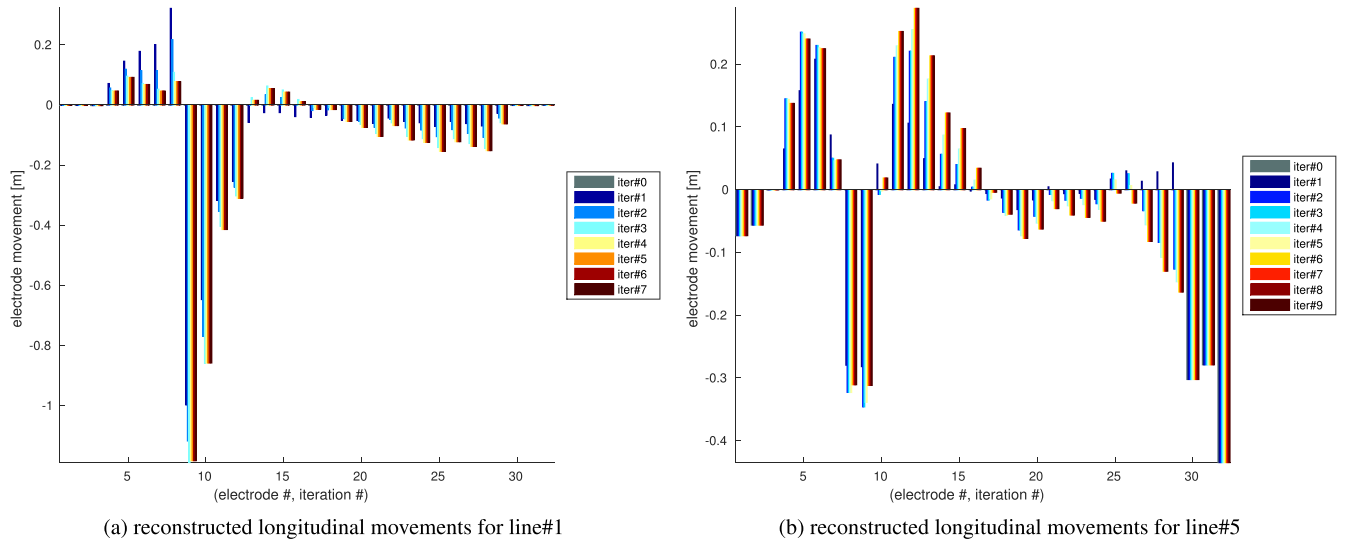 0.2
0
-0.2
-0.4
-0.6
-0.8
-1
electrode movement [m]
5 10 15 20 25 30
(electrode #, iteration #)
iter#0
iter#1
iter#2
iter#3
iter#4
iter#5
iter#6
iter#7
(a) reconstructed longitudinal movements for line#1
0.2
0.1
0
-0.1
-0.2
-0.3
-0.4
electrode movement [m]
5 10 15 20 25 30
(electrode #, iteration #)
iter#0
iter#1
iter#2
iter#3
iter#4
iter#5
iter#6
iter#7
iter#8
iter#9
(b) reconstructed longitudinal movements for line#5